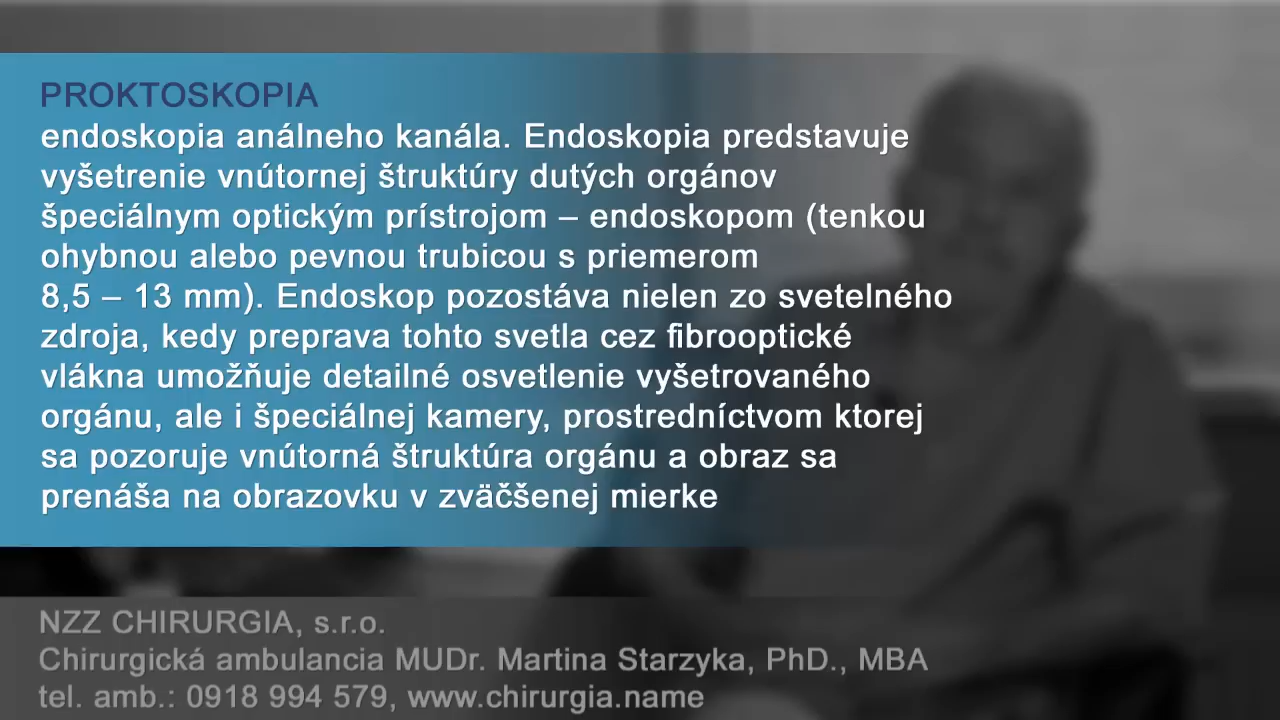 PROKTOSKOPIA
endoskopia análneho kanála. Endoskopia predstavuje
vyšetrenie vnútornej štruktúry dutých orgánov
špeciálnym optickým prístrojom – endoskopom (tenkou
ohybnou alebo pevnou trubicou s priemerom
8,5 – 13 mm). Endoskop pozostáva nielen zo svetelného
zdroja, kedy preprava tohto svetla cez fibrooptické
vlákna umožňuje detailné osvetlenie vyšetrovaného
orgánu, ale i špeciálnej kamery, prostredníctvom ktorej
sa pozoruje vnútorná štruktúra orgánu a obraz sa
prenáša na obrazovku v zväčšenej mierke
NZZ CHIRURGIA, s.r.o.
Chirurgická ambulancia MUDr. Martina Starzyka, PhD., MBA
tel. amb.: 0918 994 579, www.chirurgia.name